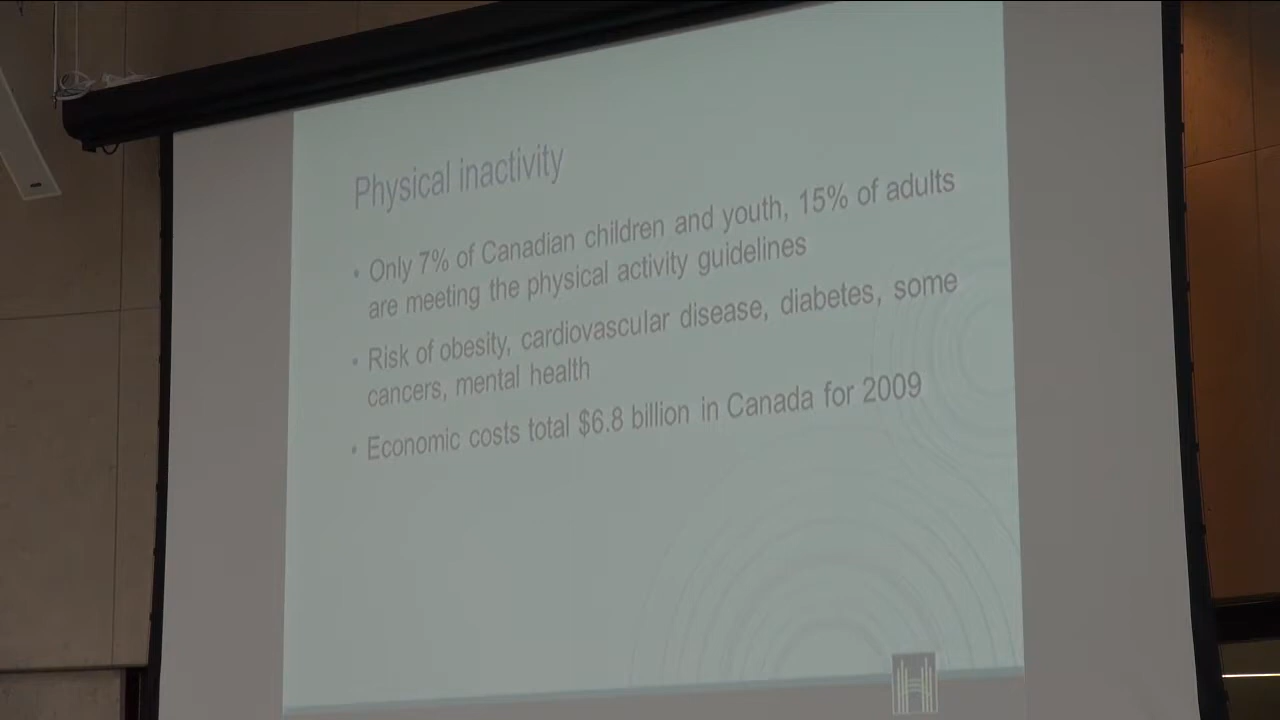 Physical inactivity
• Only 7% of Canadian children and youth, 15% of adults
are meeting the physical activity guidelines
• Risk of obesity, cardiovascular disease, diabetes, some
cancers, mental health
• Economic costs total $6.8 billion in Canada for 2009